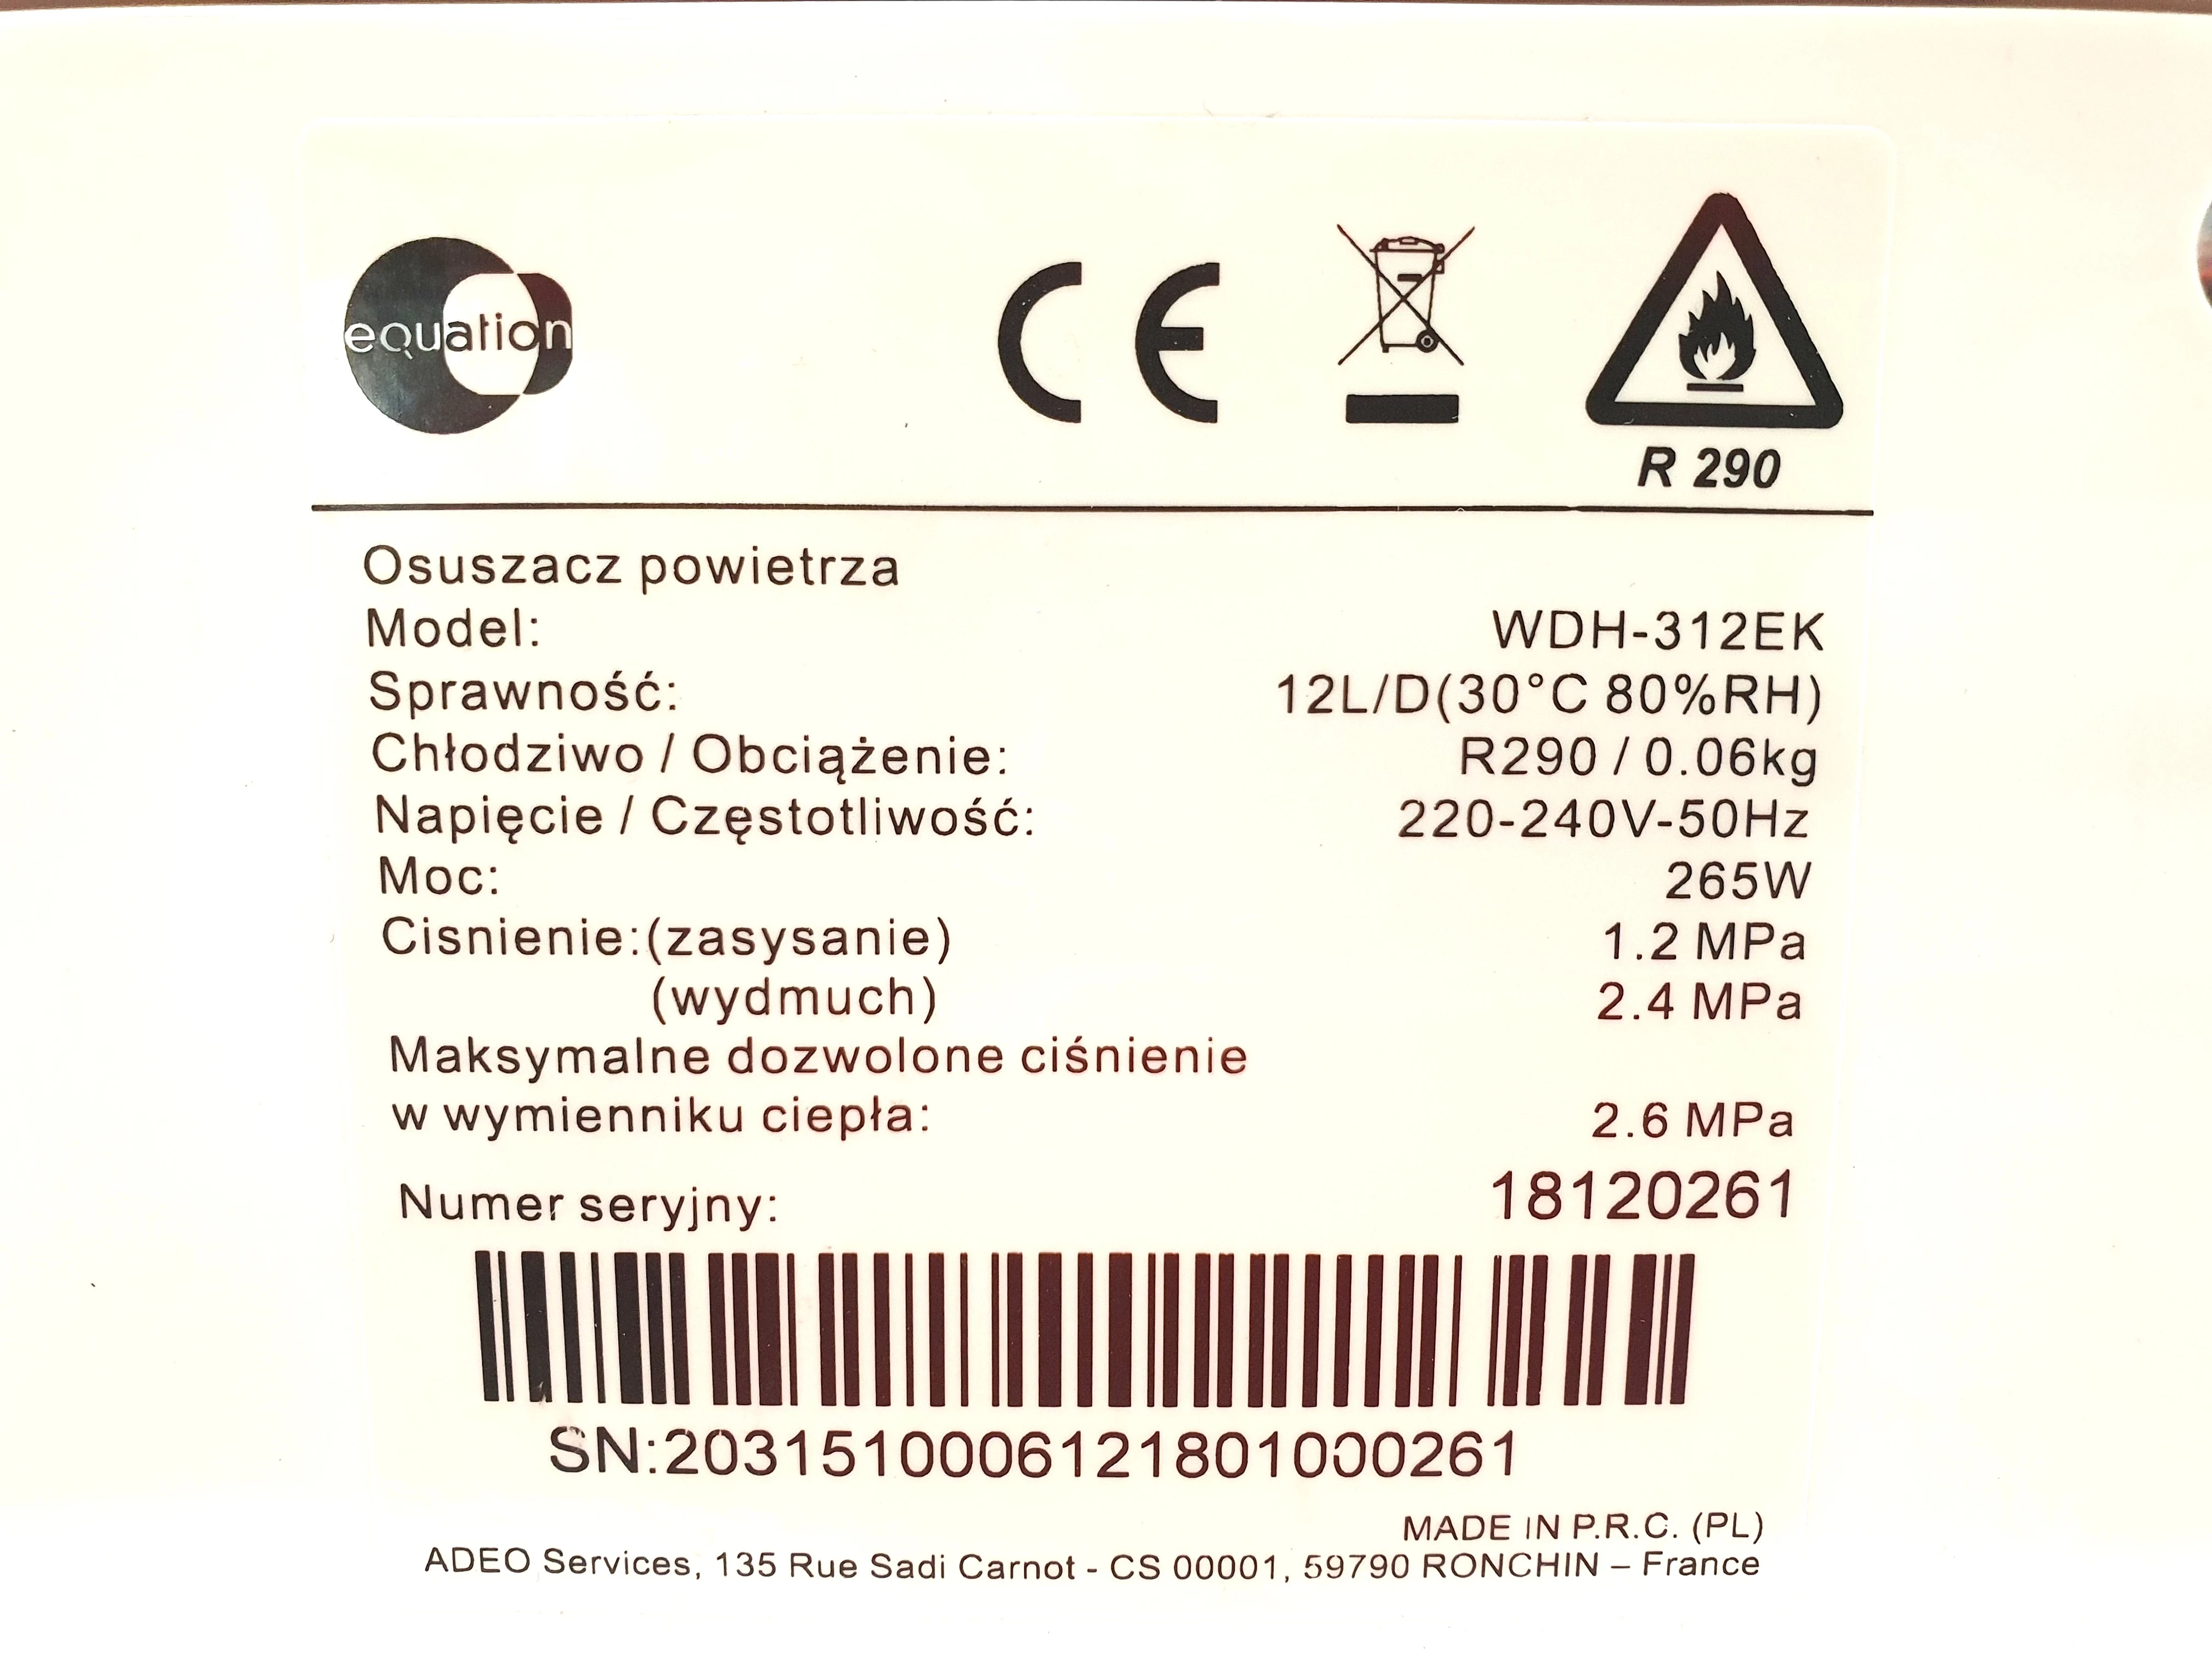 equation
CE
R 290
Osuszacz powietrza
Model: WDH-312EK
Sprawność: 12L/D(30°C 80%RH)
Chłodziwo / Obciążenie: R290 / 0.06kg
Napięcie / Częstotliwość: 220-240V-50Hz
Moc: 265W
Cisnienie:(zasysanie) 1.2 MPa
(wydmuch) 2.4 MPa
Maksymalne dozwolone ciśnienie
w wymienniku ciepła: 2.6 MPa
Numer seryjny: 18120261
SN:2031510006121801000261
MADE IN P.R.C. (PL)
ADEO Services, 135 Rue Sadi Carnot - CS 00001, 59790 RONCHIN – France